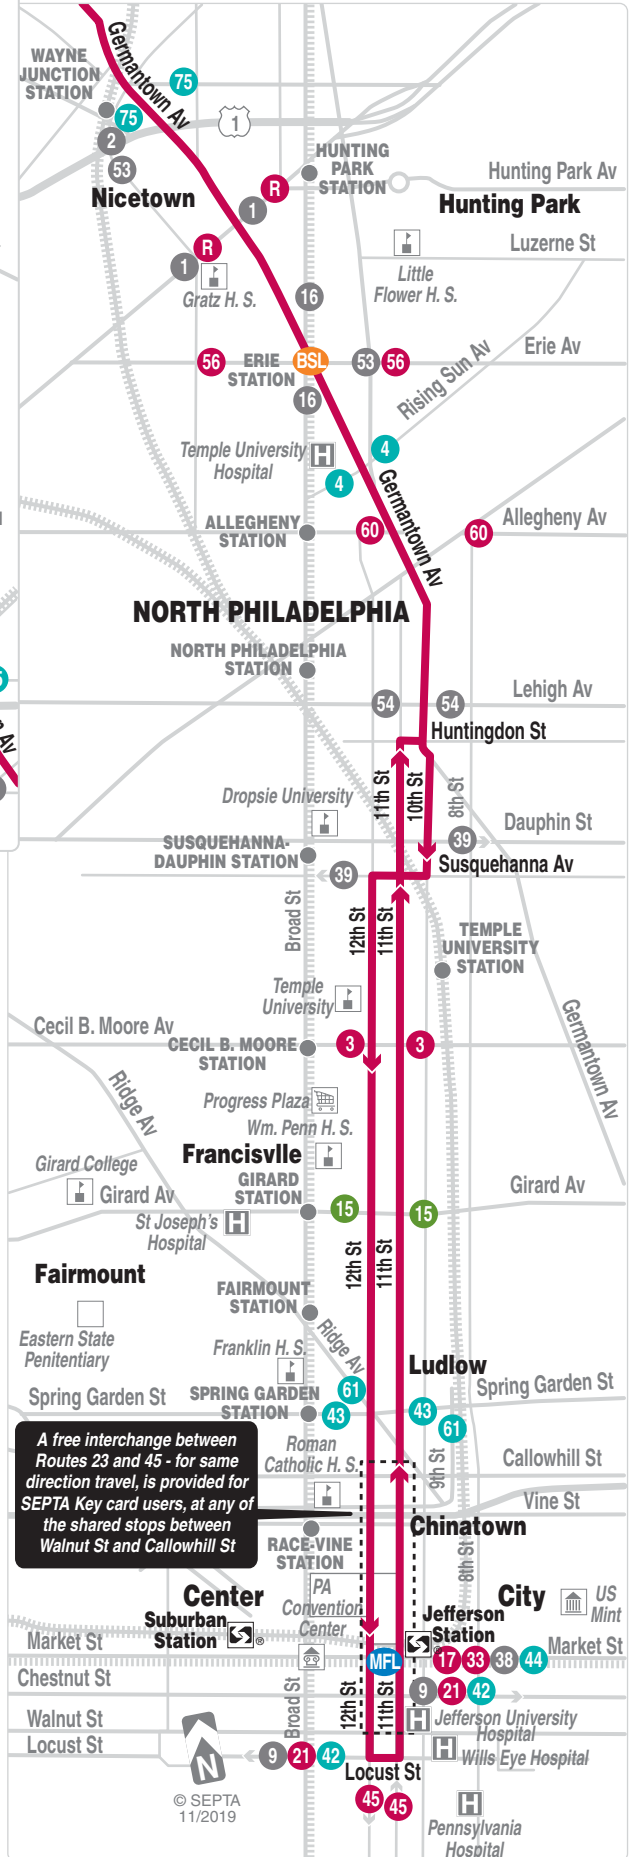 Germantown Av
WAYNE
JUNCTION
STATION
75
1
75
2
HUNTING
PARK
STATION
53
Hunting Park Av
R
Nicetown
1
Hunting Park
R
Luzerne St
1
Little
Flower H. S.
Gratz H. S.
16
Erie Av
56
ERIE
STATION
BSL
53
56
Rising Sun Av
16
Temple University
Hospital
H
4
4
Germantown Av
ALLEGHENY
STATION
60
60
Allegheny Av
NORTH PHILADELPHIA
NORTH PHILADELPHIA
STATION
Lehigh Av
54
54
n Av
Huntingdon St
11th St
10th St
8th St
Dropsie University
Dauphin St
SUSQUEHANNA-
DAUPHIN STATION
39
Susquehanna Av
39
Broad St
12th St
11th St
TEMPLE
UNIVERSITY
STATION
Temple
University
Germantown Av
Cecil B. Moore Av
CECIL B. MOORE
STATION
3
3
Ridge Av
Progress Plaza
Wm. Penn H. S.
Francisvlle
Girard College
GIRARD
STATION
Girard Av
Girard Av
15
15
St Joseph's
Hospital
H
12th St
11th St
Fairmount
FAIRMOUNT
STATION
Ridge Av
Eastern State
Penitentiary
Franklin H. S.
Ludlow
Spring Garden St
SPRING GARDEN
STATION
61
43
43
61
Spring Garden St
A free interchange between
Routes 23 and 45 - for same
direction travel, is provided for
SEPTA Key card users, at any of
the shared stops between
Walnut St and Callowhill St
Roman
Catholic H. S.
9th St
Callowhill St
Vine St
Chinatown
RACE-VINE
STATION
8th St
PA
Convention
Center
Center
City
US
Mint
Suburban
Station
®
Jefferson
Station
®
Market St
MFL
17
33
38
44
Market St
Chestnut St
9
21
42
Broad St
12th St
11th St
Walnut St
H
Jefferson University
Hospital
Locust St
N
9
21
42
H
Wills Eye Hospital
Locust St
© SEPTA
11/2019
45
45
H
Pennsylvania
Hospital